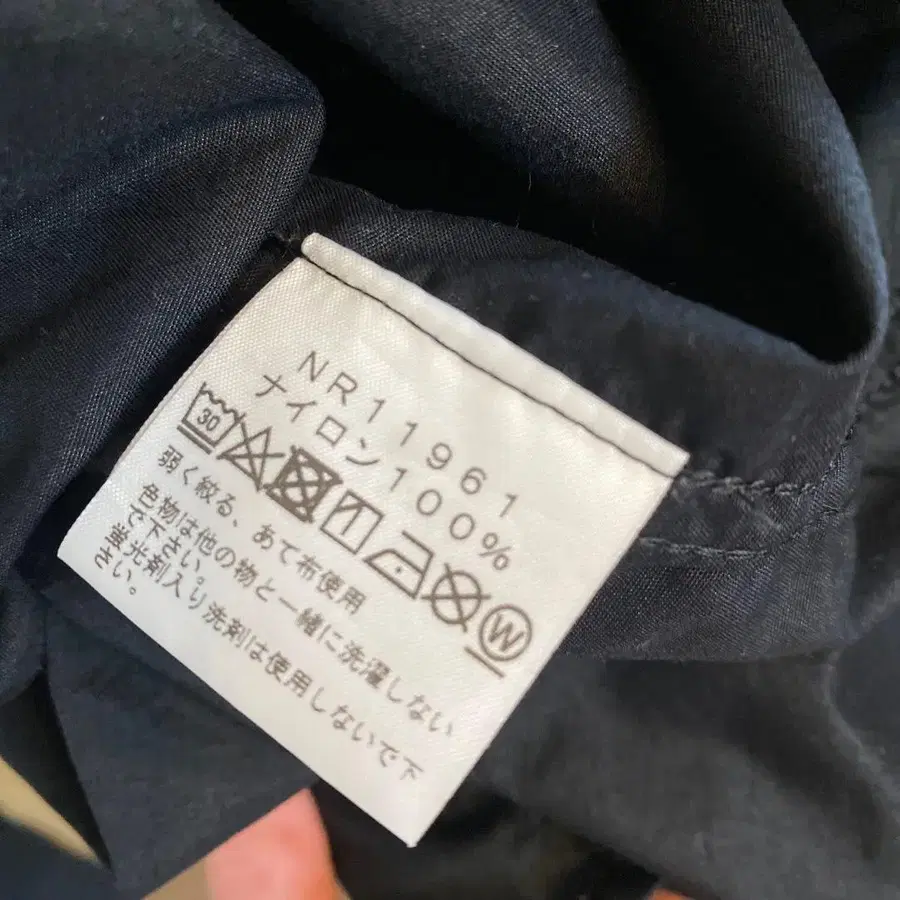 NR11961
ナイロン100%
30 W
弱く絞る、あて布使用
色物は他の物と一緒に洗濯しない
で下さい。
蛍光剤入り洗剤は使用しないで下
さい。